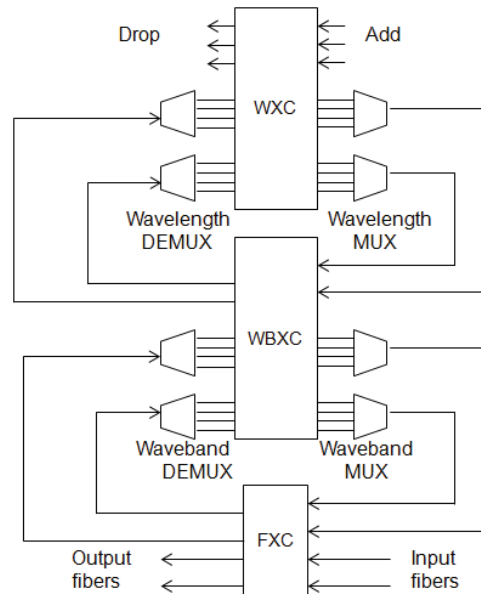 Drop
Add
WXC
Wavelength
DEMUX
Wavelength
MUX
WBXC
Waveband
DEMUX
Waveband
MUX
FXC
Output
fibers
Input
fibers